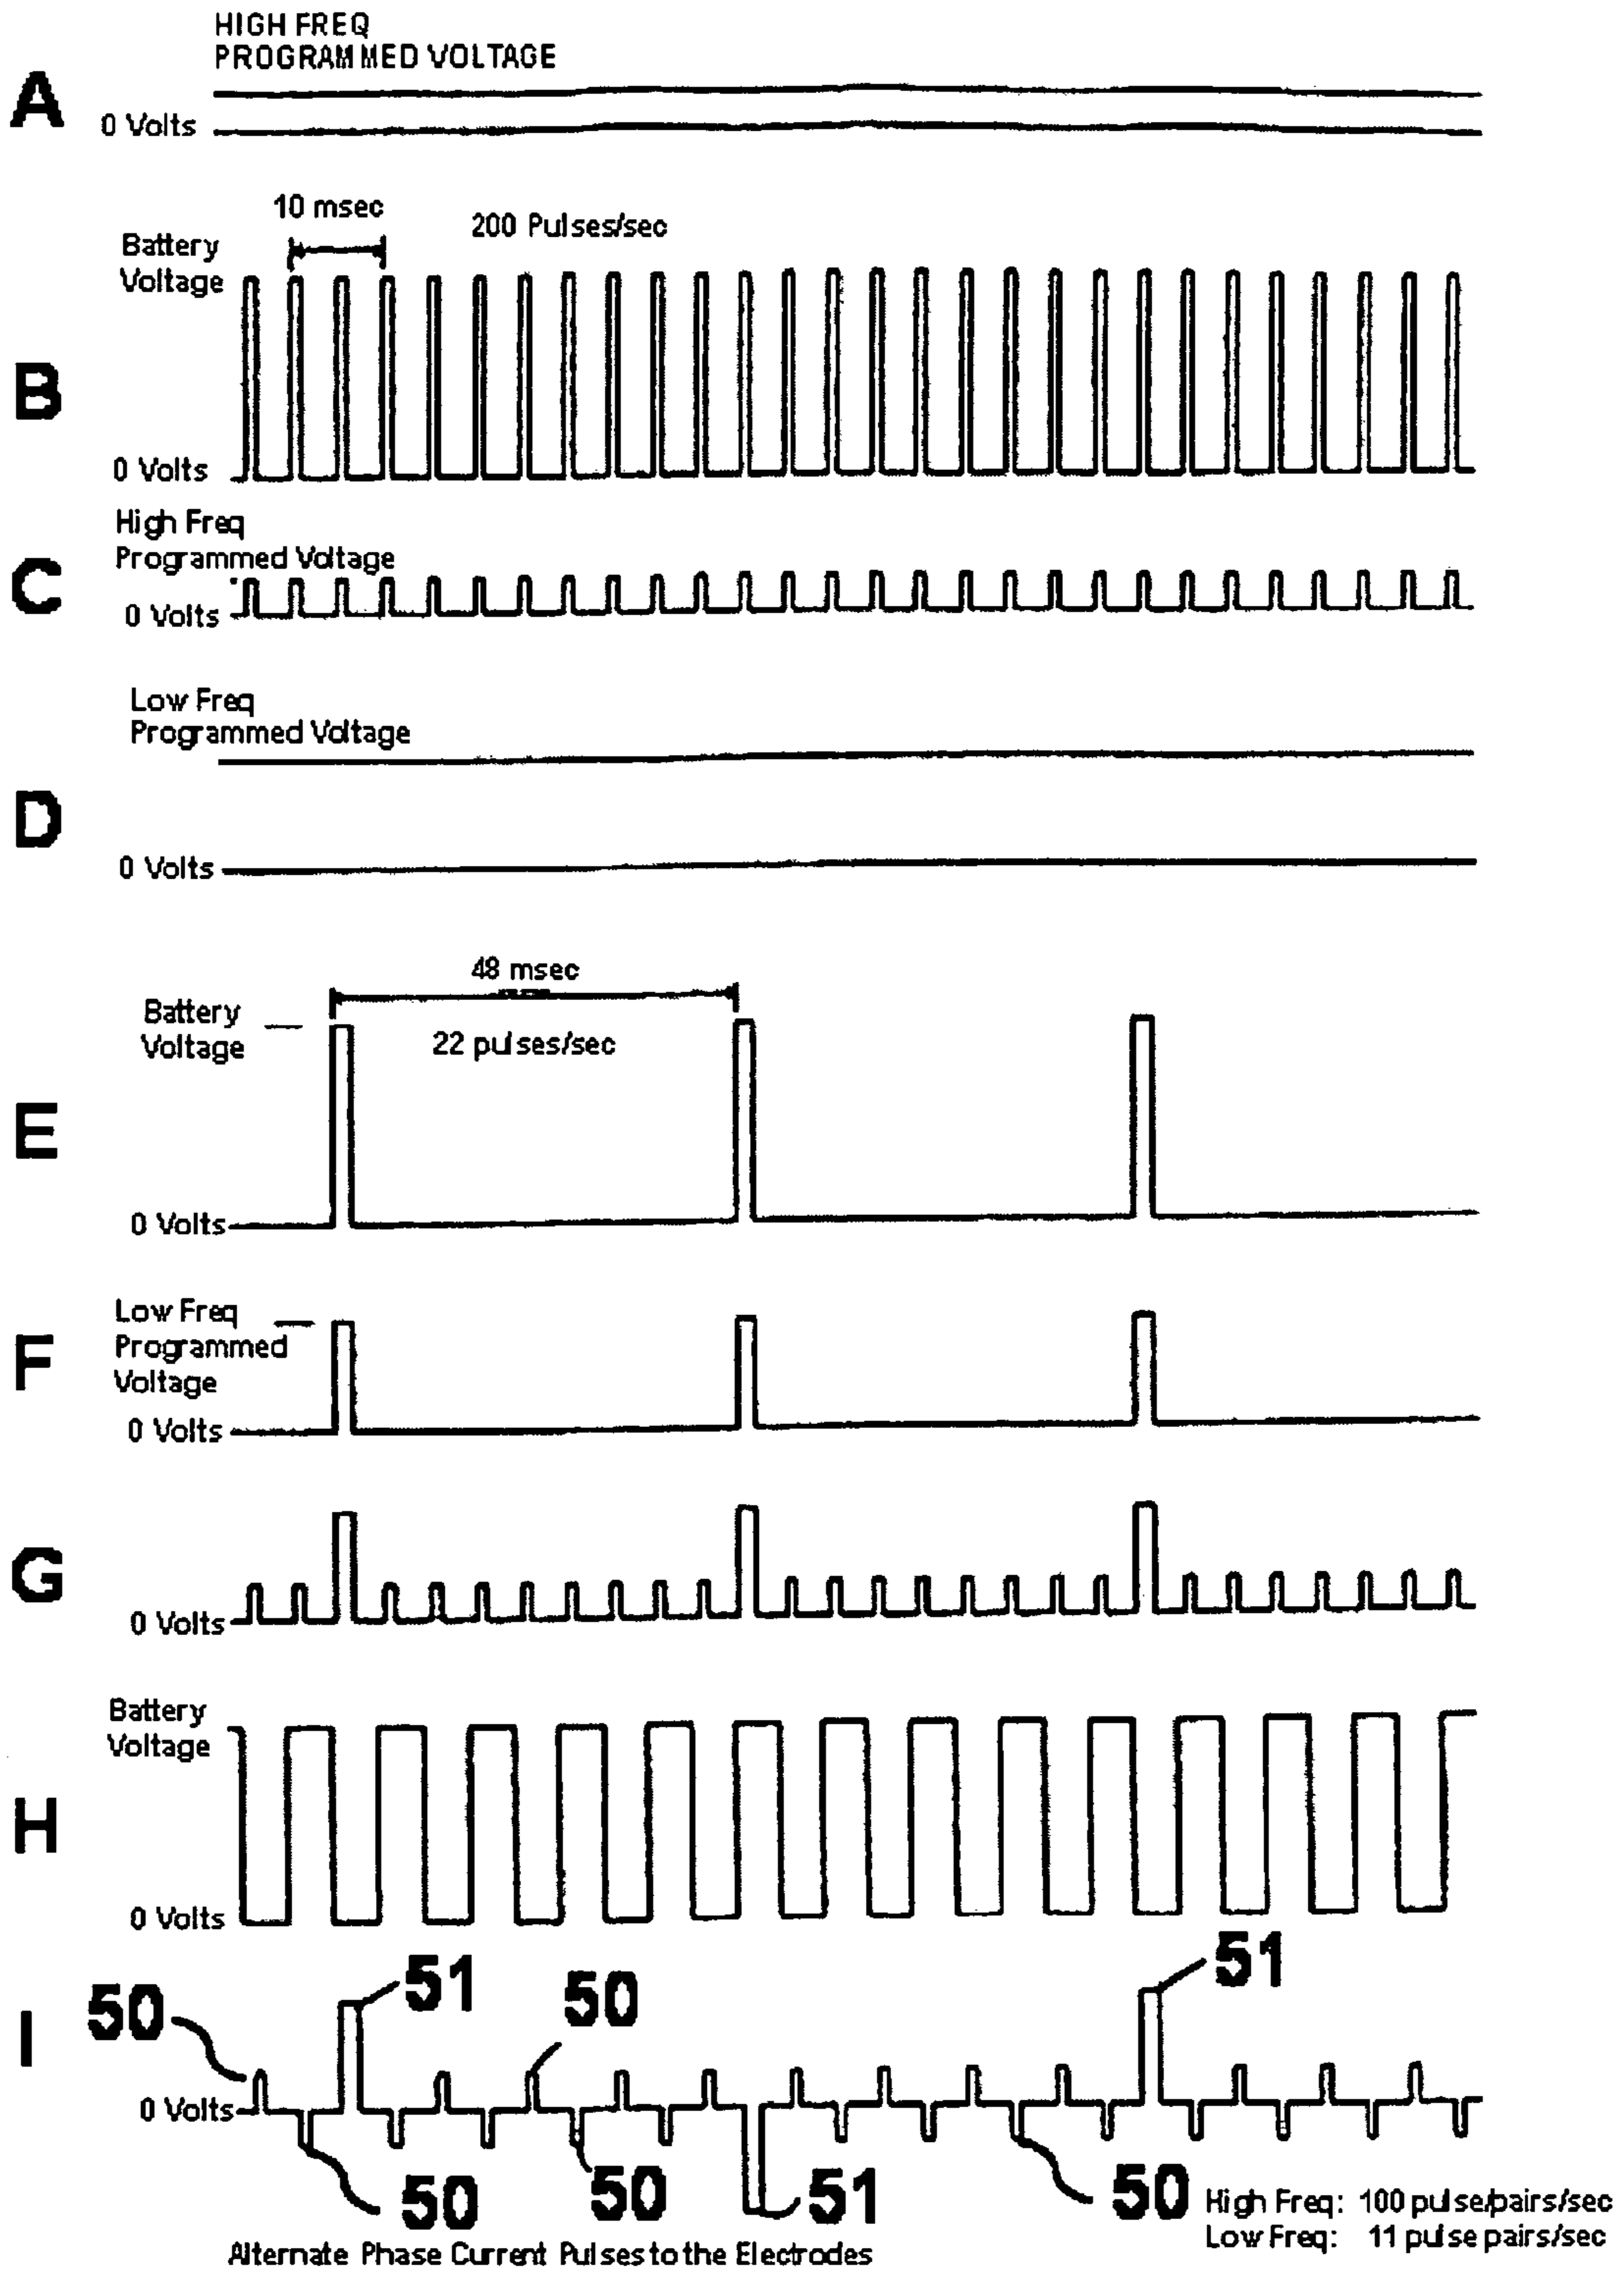 HIGH FREQ
PROGRAMMED VOLTAGE
A
0 Volts
10 msec
200 Pulses/sec
Battery
Voltage
B
0 Volts
High Freq
Programmed Voltage
C
0 Volts
Low Freq
Programmed Voltage
D
0 Volts
48 msec
Battery
Voltage
22 pulses/sec
E
0 Volts
Low Freq
Programmed
Voltage
F
0 Volts
G
0 Volts
Battery
Voltage
H
0 Volts
51
51
50
50
I
0 Volts
50
50
51
50
High Freq: 100 pulse/pairs/sec
Low Freq: 11 pulse pairs/sec
Alternate Phase Current Pulses to the Electrodes